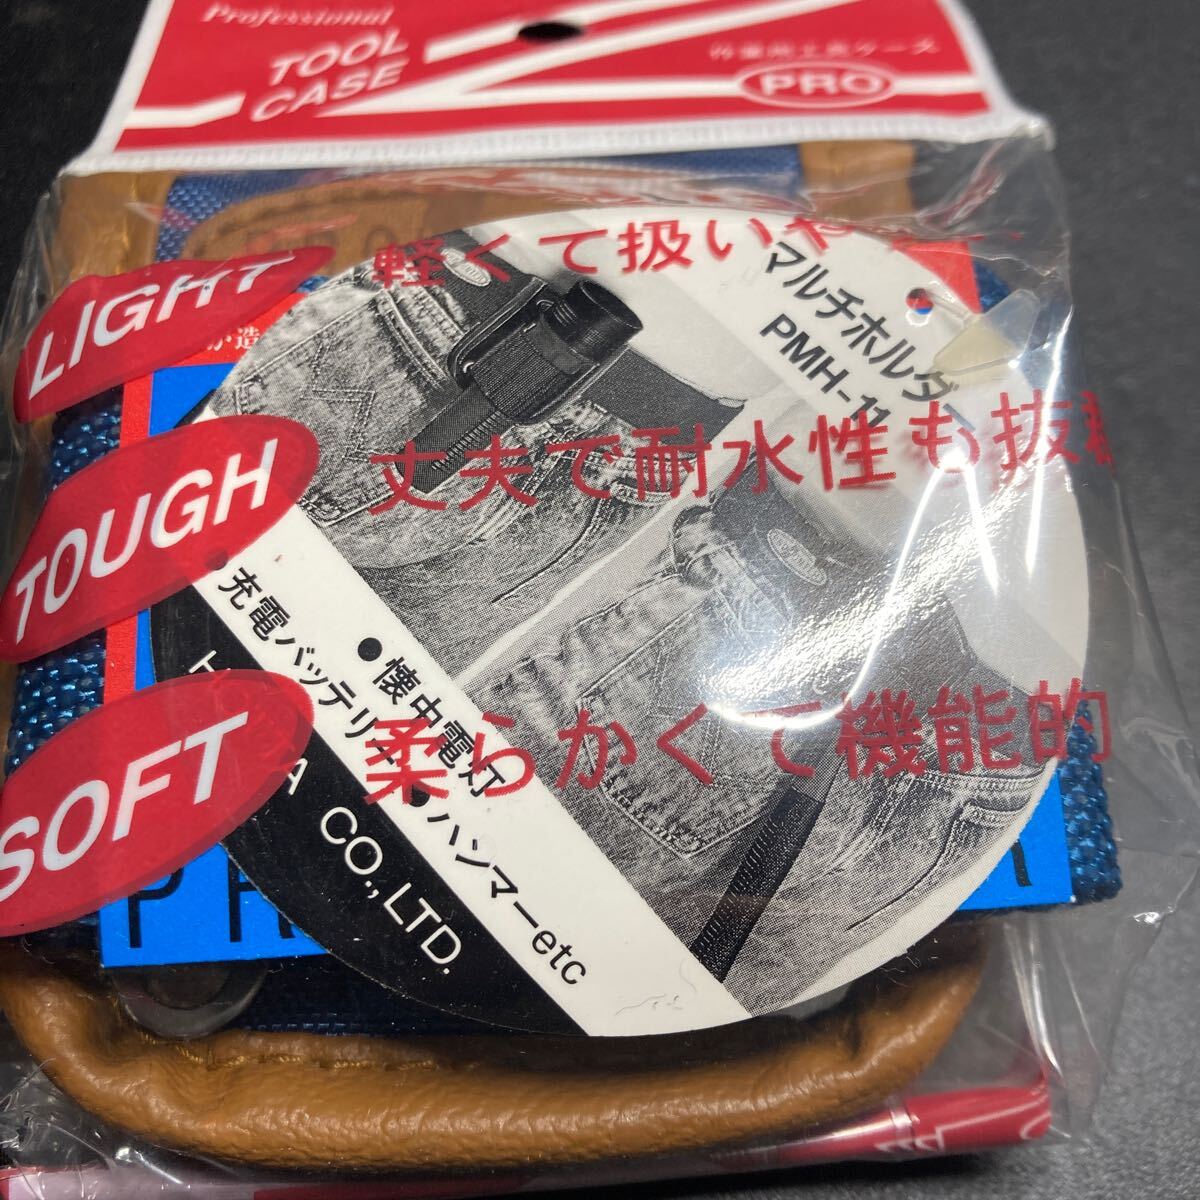 Professional
TOOL
CASE
作業用工具ケース
PRO
LIGHT
軽くて扱いや
マルチホルダー
PMH-11
TOUGH
丈夫で耐水性も抜群
SOFT
柔らかくて機能的
●充電バッテリー
●懐中電灯
●ハンマーetc
CO., LTD.